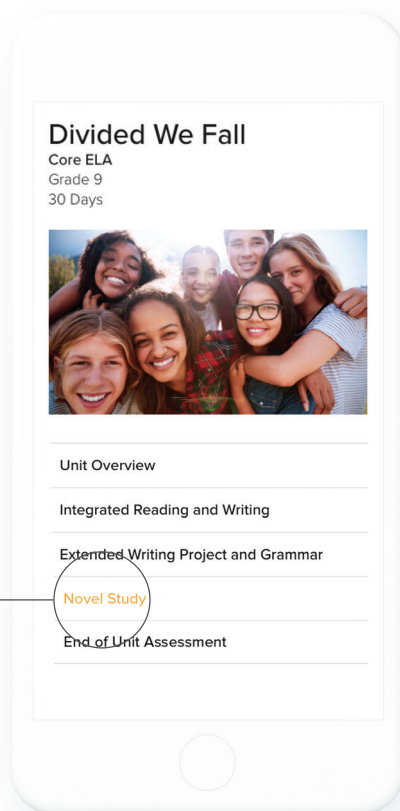 Divided We Fall
Core ELA
Grade 9
30 Days
Unit Overview
Integrated Reading and Writing
Extended Writing Project and Grammar
Novel Study
End of Unit Assessment